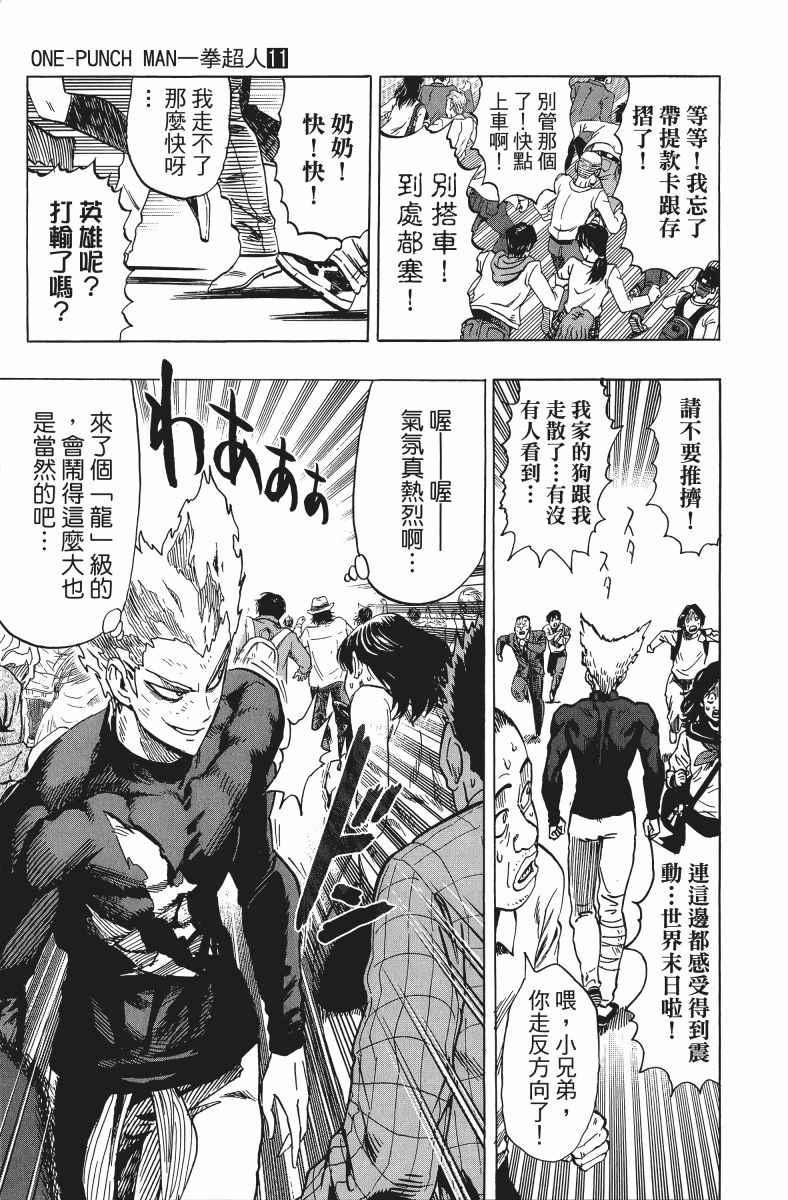 ONE-PUNCH MAN一拳超人11
等等！我忘了
帶提款卡跟存
摺了！
別管那個
了！快點
上車啊！
別搭車！
到處都塞！
奶奶！
快！快！
我走不了
那麼快呀
…
英雄呢？
打輸了嗎？
請不要推擠！
我家的狗跟我
走散了…有沒
有人看到…
スタ
スタ
連這邊都感受得到震
動…世界末日啦！
喂，小兄弟，
你走反方向了！
喔——喔——
氣氛真熱烈啊…
わあぁぁぁ
來了個「龍」級的
，會鬧得這麼大也
是當然的吧…
ドド